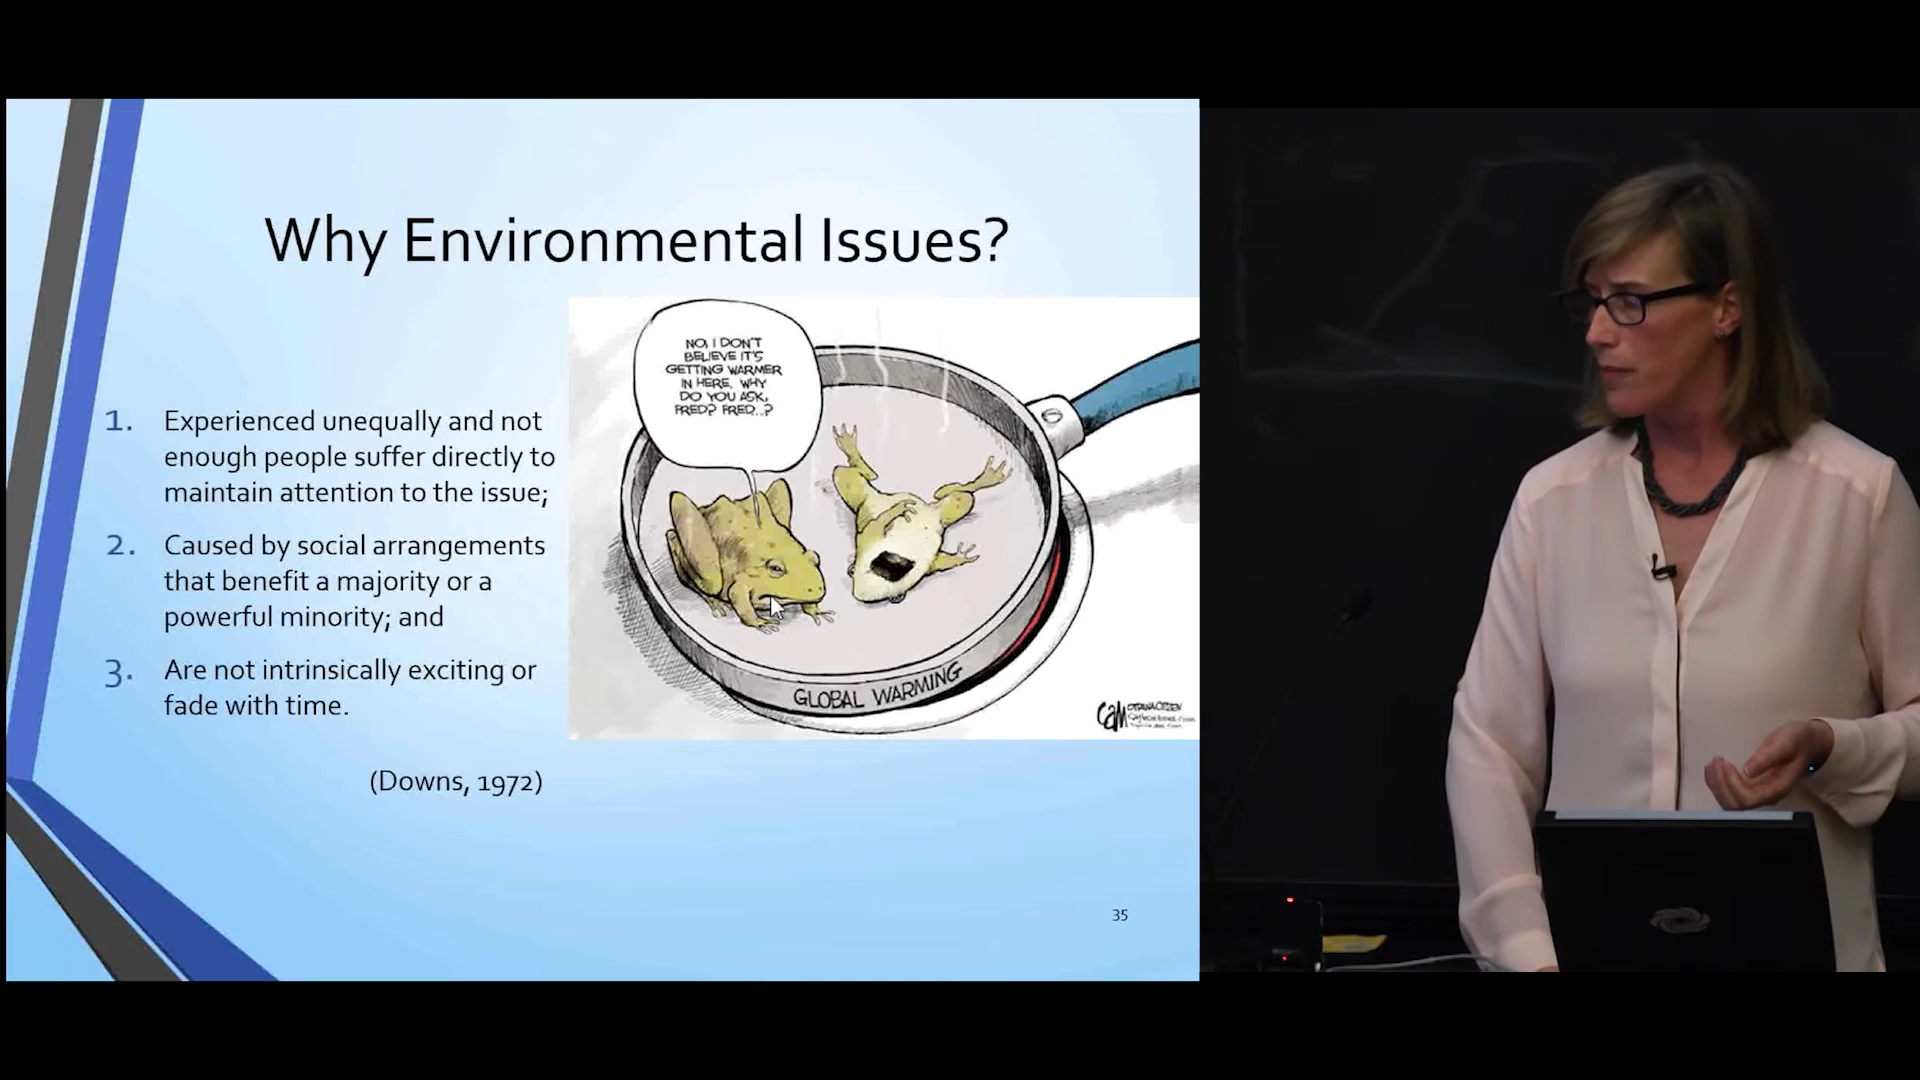 Why Environmental Issues?
NO, I DON'T
BELIEVE IT'S
GETTING WARMER
IN HERE, WHY
DO YOU ASK,
FRED? FRED...?
1. Experienced unequally and not
enough people suffer directly to
maintain attention to the issue;
2. Caused by social arrangements
that benefit a majority or a
powerful minority; and
3. Are not intrinsically exciting or
fade with time.
GLOBAL WARMING
CAM OTTAWA CITIZEN
(Downs, 1972)
35